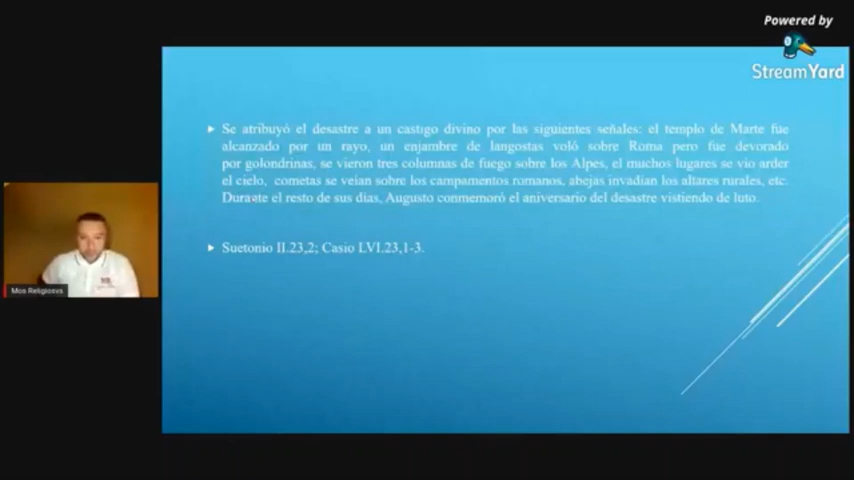 Powered by
StreamYard
Se atribuyó el desastre a un castigo divino por las siguientes señales: el templo de Marte fue
alcanzado por un rayo, un enjambre de langostas voló sobre Roma pero fue devorado
por golondrinas, se vieron tres columnas de fuego sobre los Alpes, el muchos lugares se vio arder
el cielo, cometas se veían sobre los campamentos romanos, abejas invadían los altares rurales, etc.
Durante el resto de sus días, Augusto conmemoró el aniversario del desastre vistiendo de luto.
Suetonio II.23,2; Casio LVI.23,1-3.
Mos Religiosvs